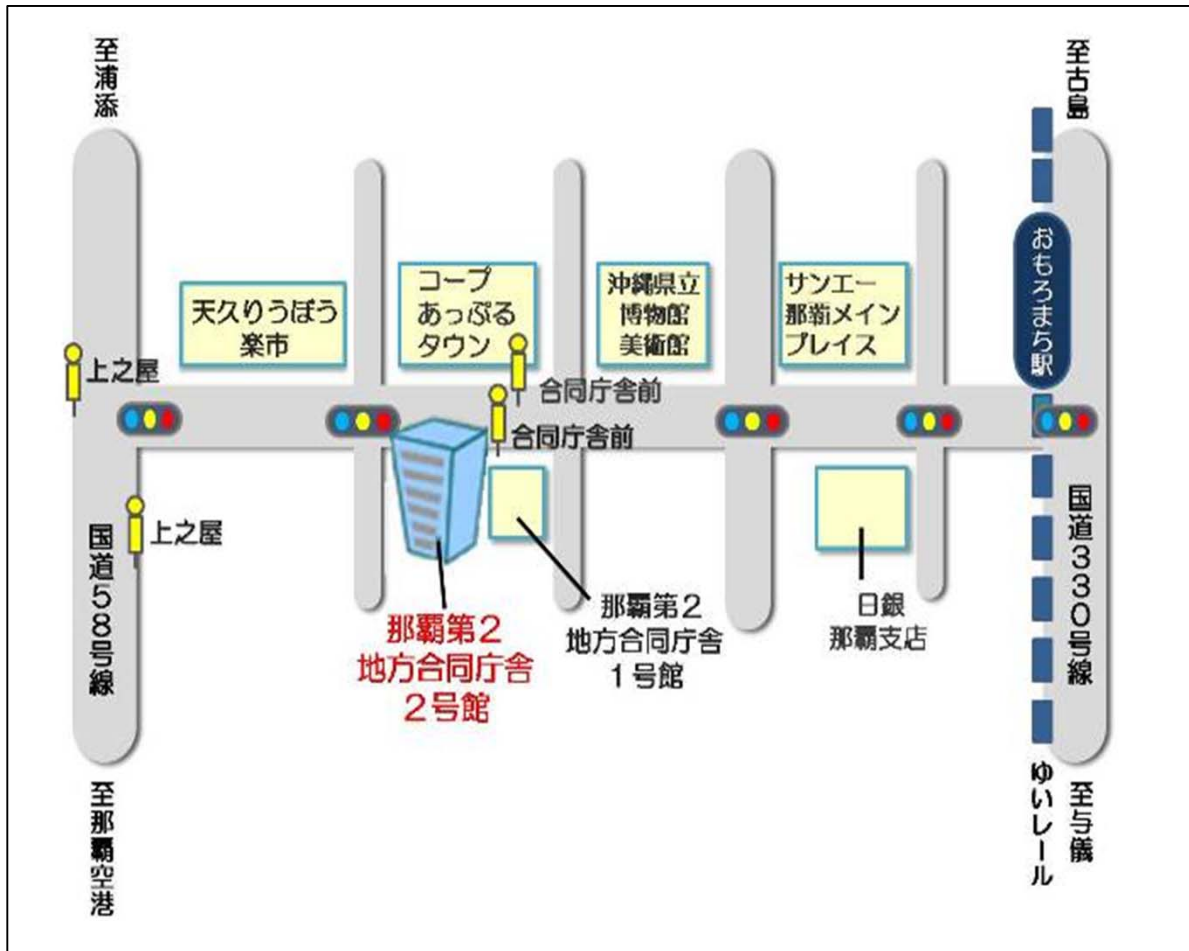 至浦添
至古島
おもろまち駅
天久りうぼう
楽市
コープ
あっぷる
タウン
沖縄県立
博物館
美術館
サンエー
那覇メイン
プレイス
上之屋
合同庁舎前
合同庁舎前
上之屋
国道58号線
国道330号線
那覇第2
地方合同庁舎
2号館
那覇第2
地方合同庁舎
1号館
日銀
那覇支店
至那覇空港
ゆいレール
至与儀